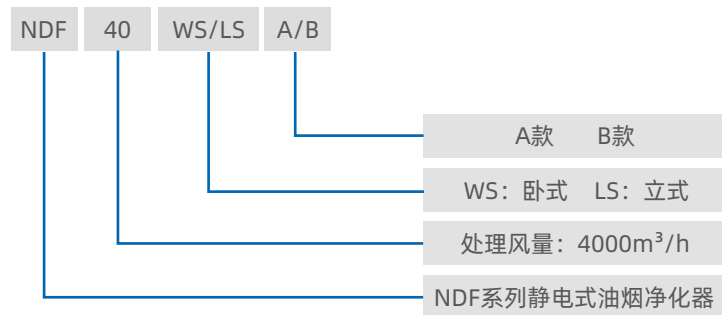 NDF 40 WS/LS A/B
A款 B款
WS：卧式 LS：立式
处理风量：4000m³/h
NDF系列静电式油烟净化器